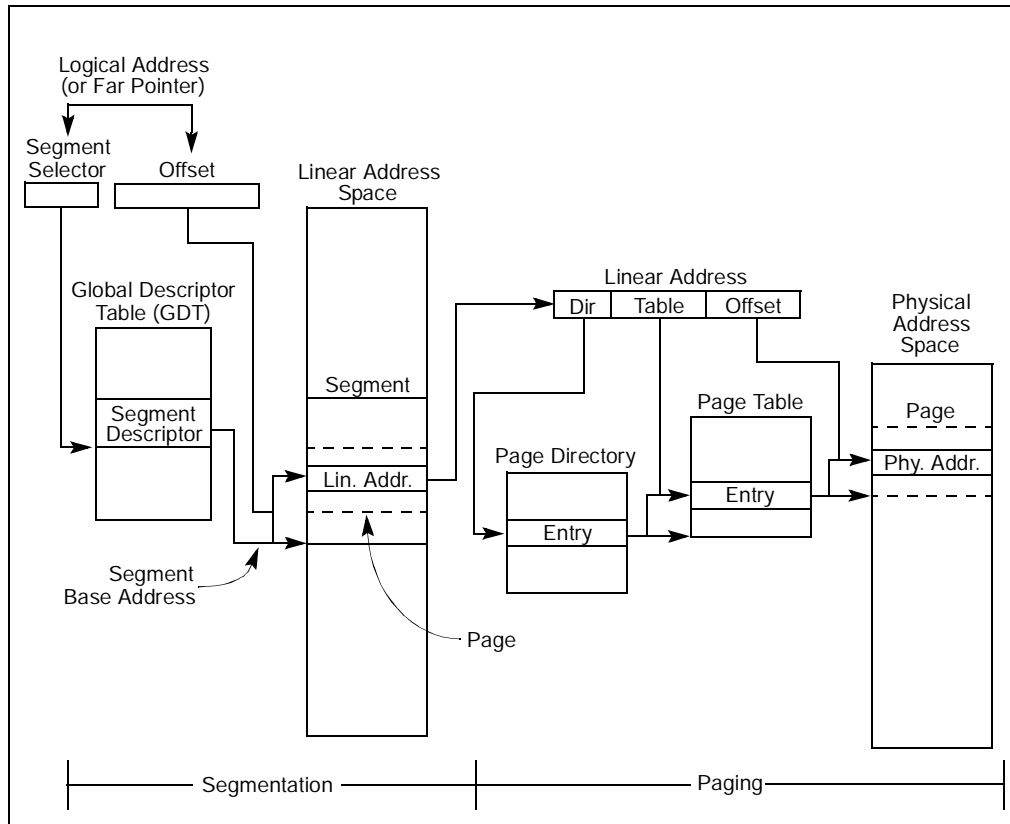 Logical Address
(or Far Pointer)
Segment
Selector
Offset
Linear Address
Space
Global Descriptor
Table (GDT)
Segment
Descriptor
Segment
Lin. Addr.
Segment
Base Address
Page
Linear Address
Dir
Table
Offset
Page Directory
Entry
Page Table
Entry
Physical
Address
Space
Page
Phy. Addr.
Segmentation
Paging